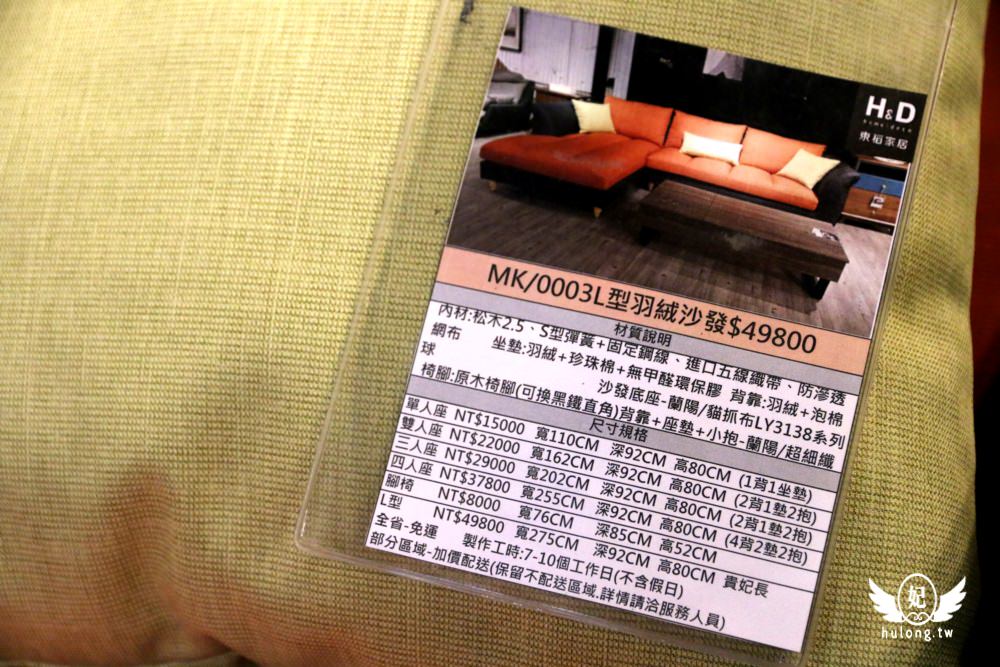 H&D
home&deco
東稻家居
MK/0003L型羽絨沙發$49800
材質說明
內材:松木2.5、S型彈簧+固定鋼線、進口五線織帶、防滲透
網布 坐墊:羽絨+珍珠棉+無甲醛環保膠 背靠:羽絨+泡棉
球 沙發底座-蘭陽/貓抓布LY3138系列
椅腳:原木椅腳(可換黑鐵直角)背靠+座墊+小抱-蘭陽/超細纖
尺寸規格
單人座 NT$15000 寬110CM 深92CM 高80CM (1背1坐墊)
雙人座 NT$22000 寬162CM 深92CM 高80CM (2背1墊2抱)
三人座 NT$29000 寬202CM 深92CM 高80CM (2背1墊2抱)
四人座 NT$37800 寬255CM 深92CM 高80CM (4背2墊2抱)
腳椅 NT$8000 寬76CM 深85CM 高52CM
L型 NT$49800 寬275CM 深92CM 高80CM 貴妃長
全省-免運 製作工時:7-10個工作日(不含假日)
部分區域-加價配送(保留不配送區域.詳情請洽服務人員)
妃
hulong.tw